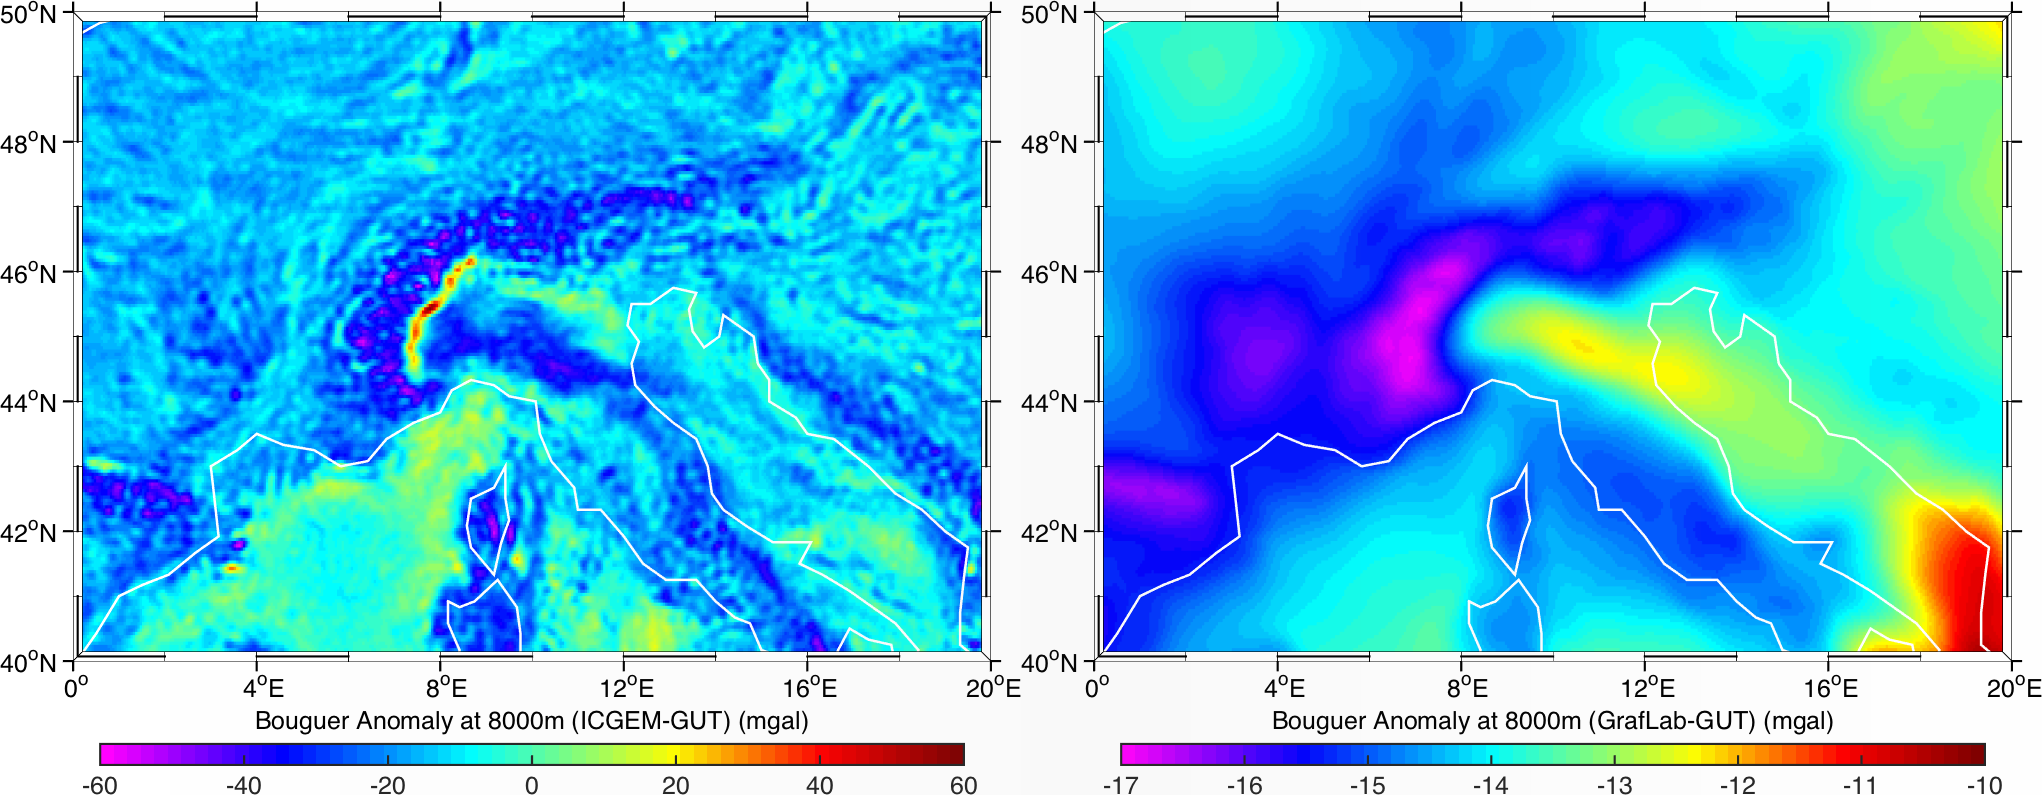 50°N
48°N
46°N
44°N
42°N
40°N
0° 4°E 8°E 12°E 16°E 20°E
Bouguer Anomaly at 8000m (ICGEM-GUT) (mgal)
-60 -40 -20 0 20 40 60
50°N
48°N
46°N
44°N
42°N
40°N
0° 4°E 8°E 12°E 16°E 20°E
Bouguer Anomaly at 8000m (GrafLab-GUT) (mgal)
-17 -16 -15 -14 -13 -12 -11 -10